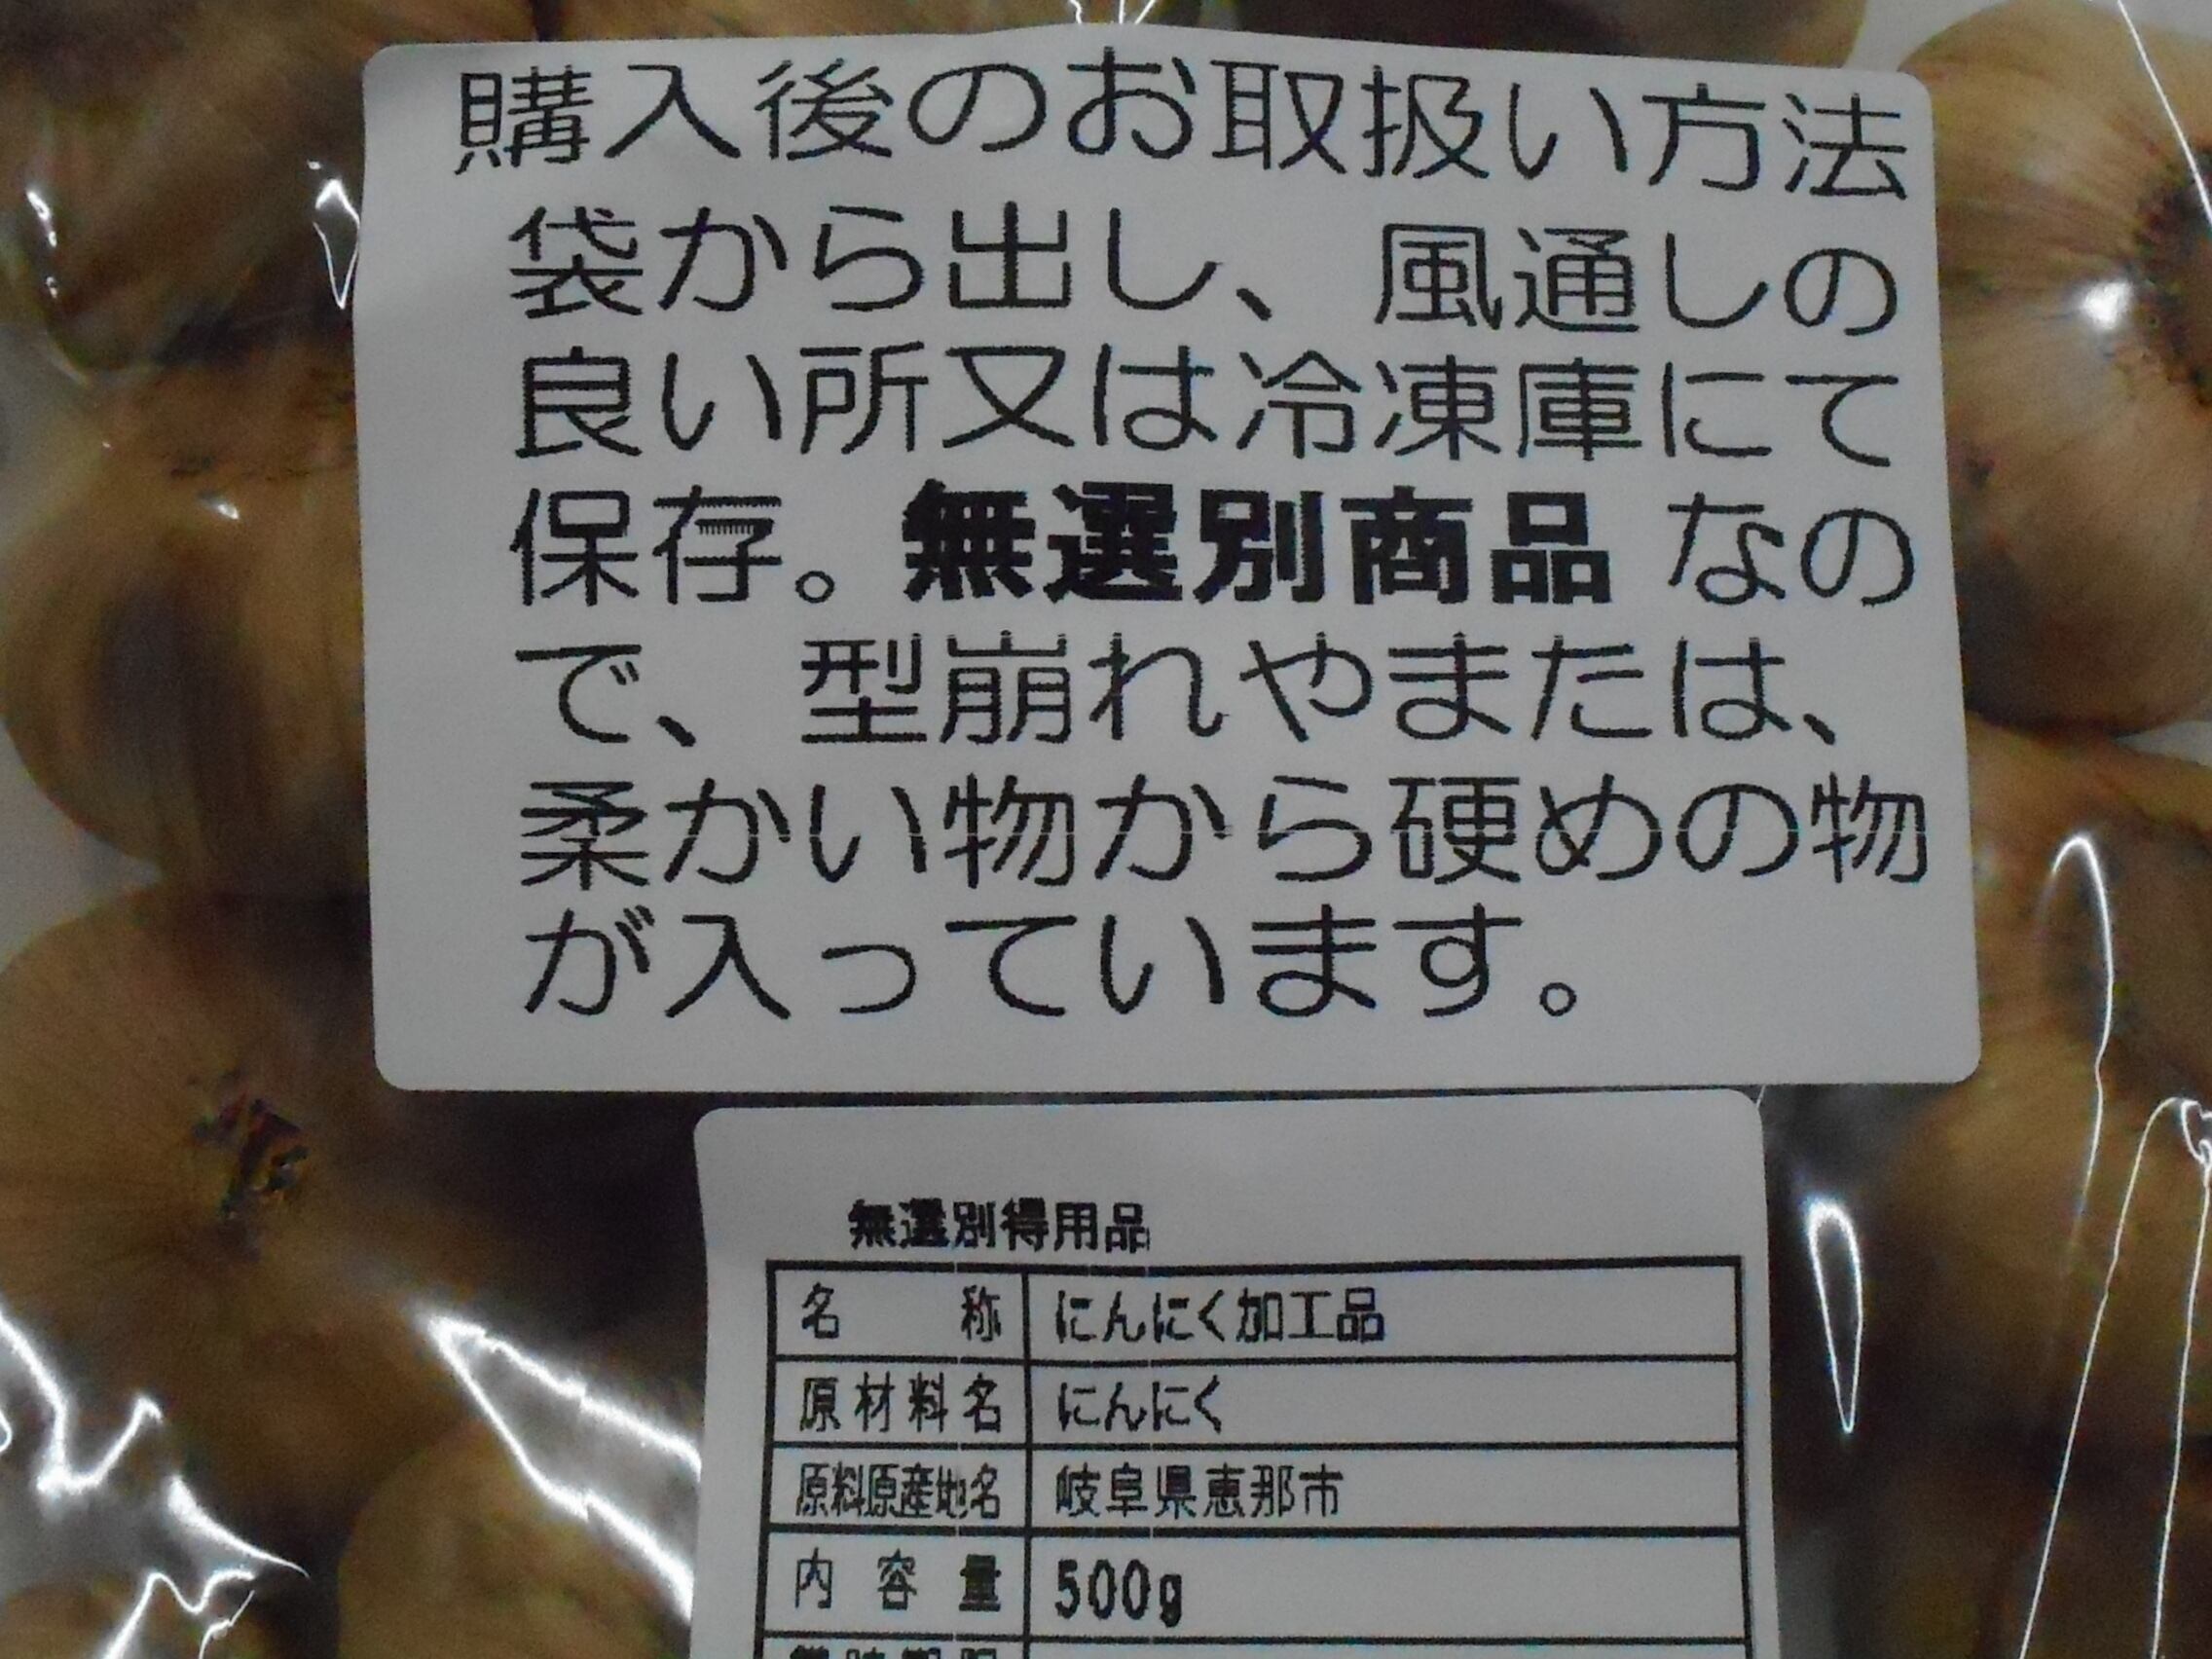 購入後のお取扱い方法
袋から出し、風通しの
良い所又は冷凍庫にて
保存。無選別商品 なの
で、型崩れやまたは、
柔かい物から硬めの物
が入っています。
無選別得用品
名称 にんにく加工品
原材料名 にんにく
原料原産地名 岐阜県恵那市
内容量 500g